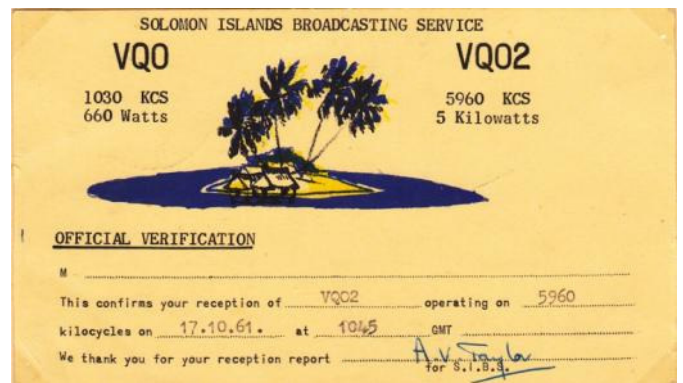 SOLOMON ISLANDS BROADCASTING SERVICE
VQO VQO2
1030 KCS 5960 KCS
660 Watts 5 Kilowatts
OFFICIAL VERIFICATION
M
This confirms your reception of VQO2 operating on 5960
kilocycles on 17.10.61. at 1045 GMT
We thank you for your reception report A.V. Taylor
for S.I.B.S.